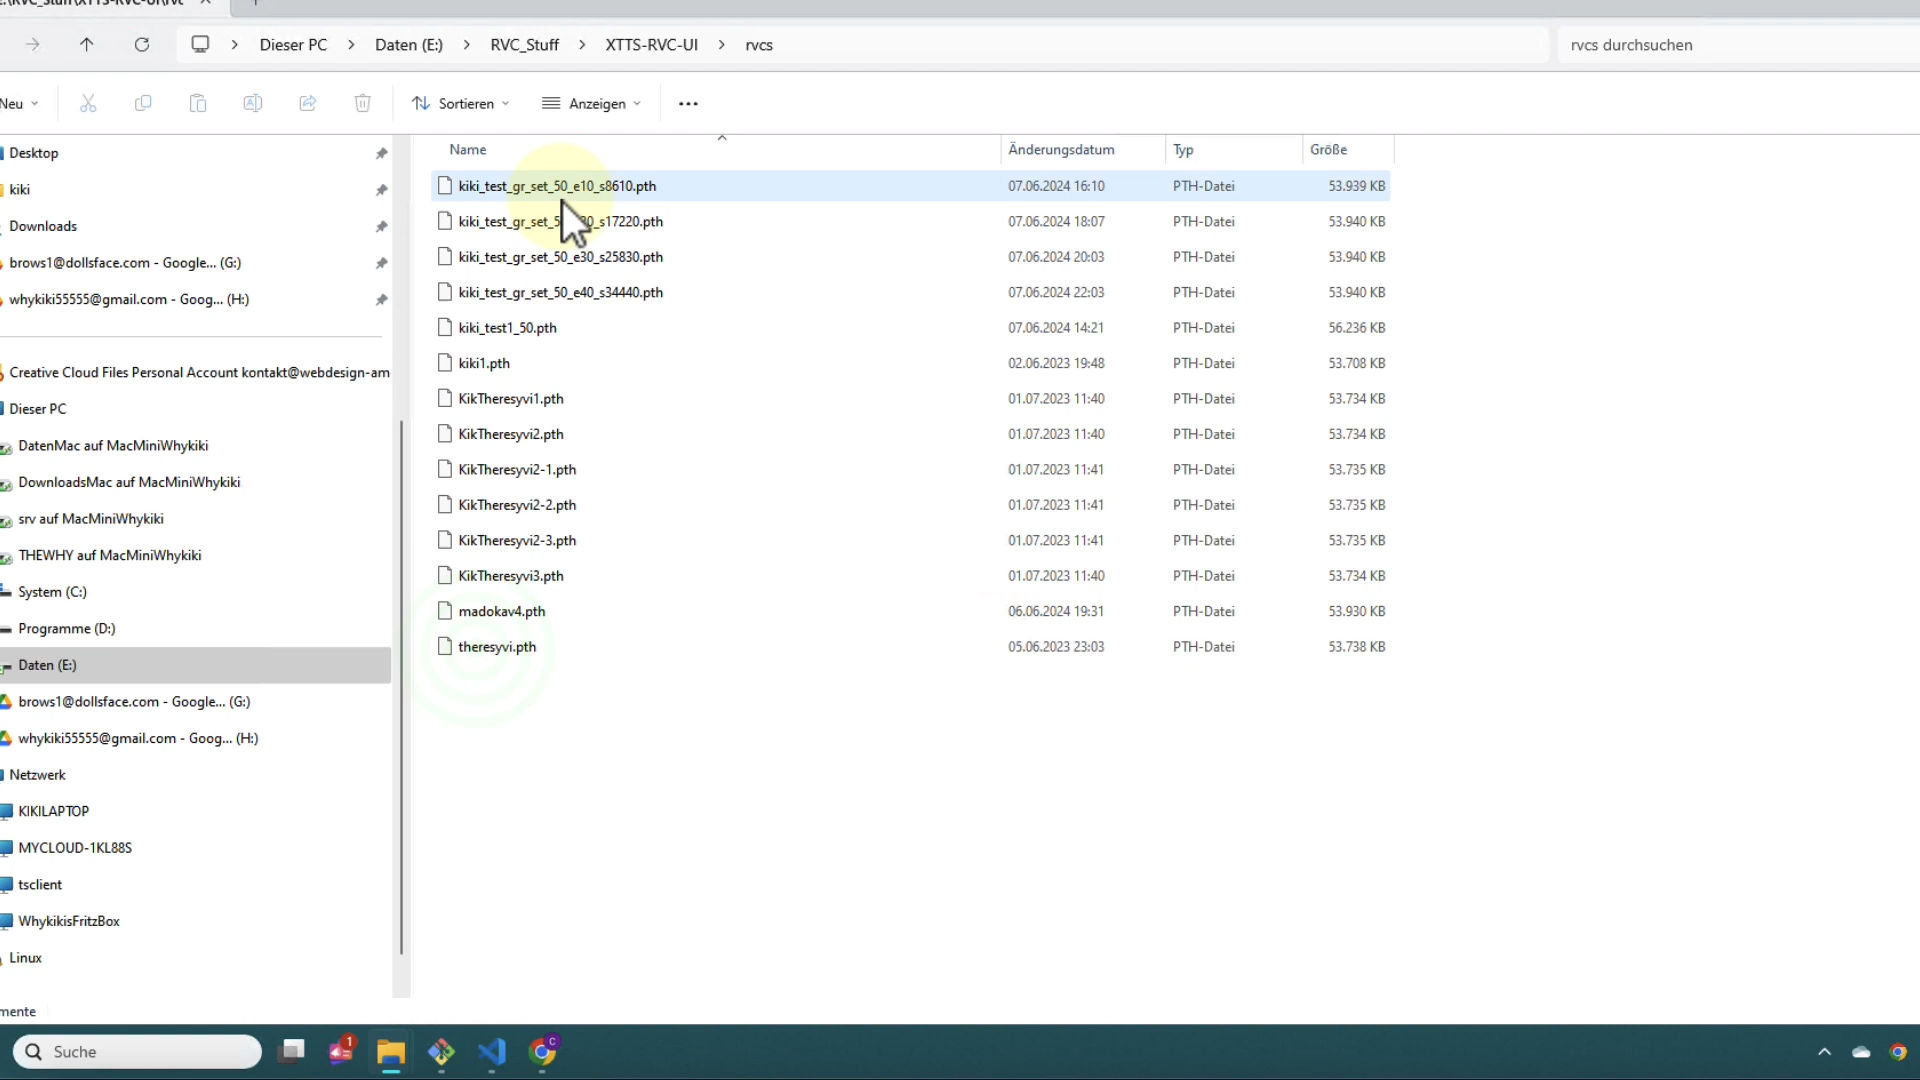 Dieser PC > Daten (E:) > RVC_Stuff > XTTS-RVC-UI > rvcs
rvcs durchsuchen
Neu
Sortieren
Anzeigen
Desktop
kiki
Downloads
brows1@dollsface.com - Google... (G:)
whykiki55555@gmail.com - Goog... (H:)
Creative Cloud Files Personal Account kontakt@webdesign-am
Dieser PC
DatenMac auf MacMiniWhykiki
DownloadsMac auf MacMiniWhykiki
srv auf MacMiniWhykiki
THEWHY auf MacMiniWhykiki
System (C:)
Programme (D:)
Daten (E:)
brows1@dollsface.com - Google... (G:)
whykiki55555@gmail.com - Goog... (H:)
Netzwerk
KIKILAPTOP
MYCLOUD-1KL88S
tsclient
WhykikisFritzBox
Linux
mente
Name Änderungsdatum Typ Größe
kiki_test_gr_set_50_e10_s8610.pth 07.06.2024 16:10 PTH-Datei 53.939 KB
_s17220.pth 07.06.2024 18:07 PTH-Datei 53.940 KB
kiki_test_gr_set_50_e30_s25830.pth 07.06.2024 20:03 PTH-Datei 53.940 KB
kiki_test_gr_set_50_e40_s34440.pth 07.06.2024 22:03 PTH-Datei 53.940 KB
kiki_test1_50.pth 07.06.2024 14:21 PTH-Datei 56.236 KB
kiki1.pth 02.06.2023 19:48 PTH-Datei 53.708 KB
KikTheresyvi1.pth 01.07.2023 11:40 PTH-Datei 53.734 KB
KikTheresyvi2.pth 01.07.2023 11:40 PTH-Datei 53.734 KB
KikTheresyvi2-1.pth 01.07.2023 11:41 PTH-Datei 53.735 KB
KikTheresyvi2-2.pth 01.07.2023 11:41 PTH-Datei 53.735 KB
KikTheresyvi2-3.pth 01.07.2023 11:41 PTH-Datei 53.735 KB
KikTheresyvi3.pth 01.07.2023 11:40 PTH-Datei 53.734 KB
madokav4.pth 06.06.2024 19:31 PTH-Datei 53.930 KB
theresyvi.pth 05.06.2023 23:03 PTH-Datei 53.738 KB
Suche
1
C